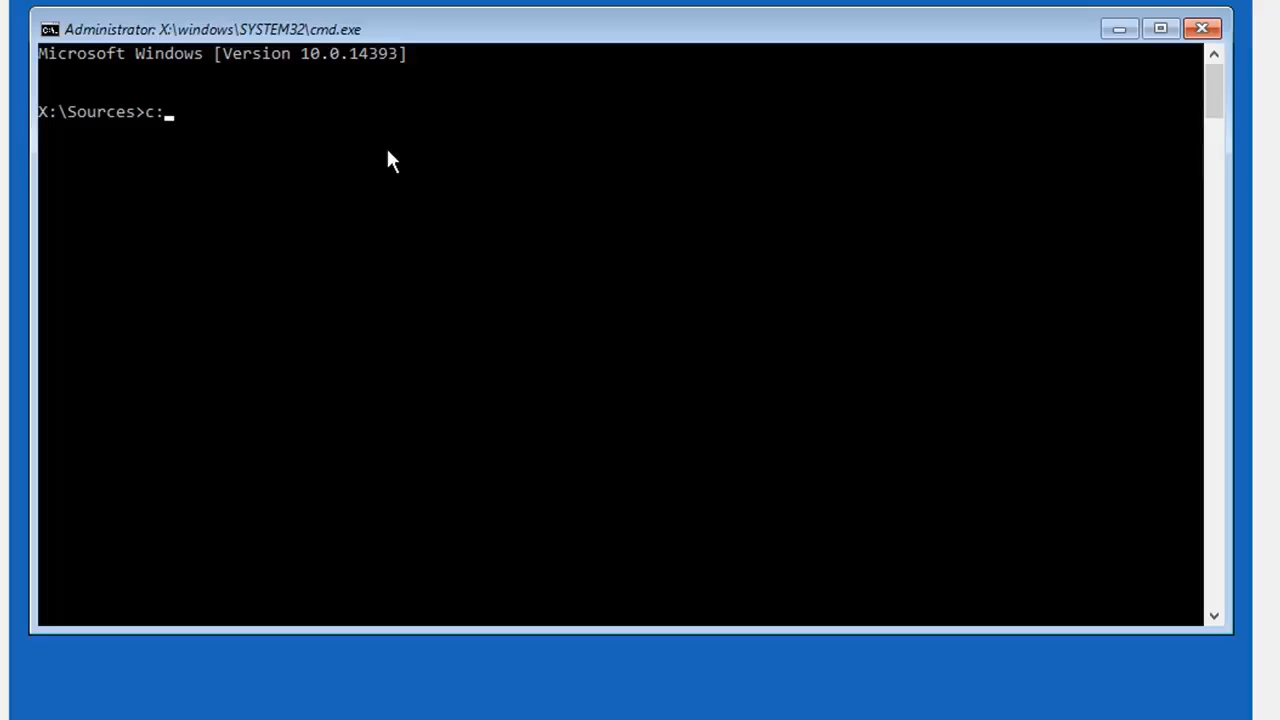 Administrator: X:\windows\SYSTEM32\cmd.exe
Microsoft Windows [Version 10.0.14393]
X:\Sources>c: